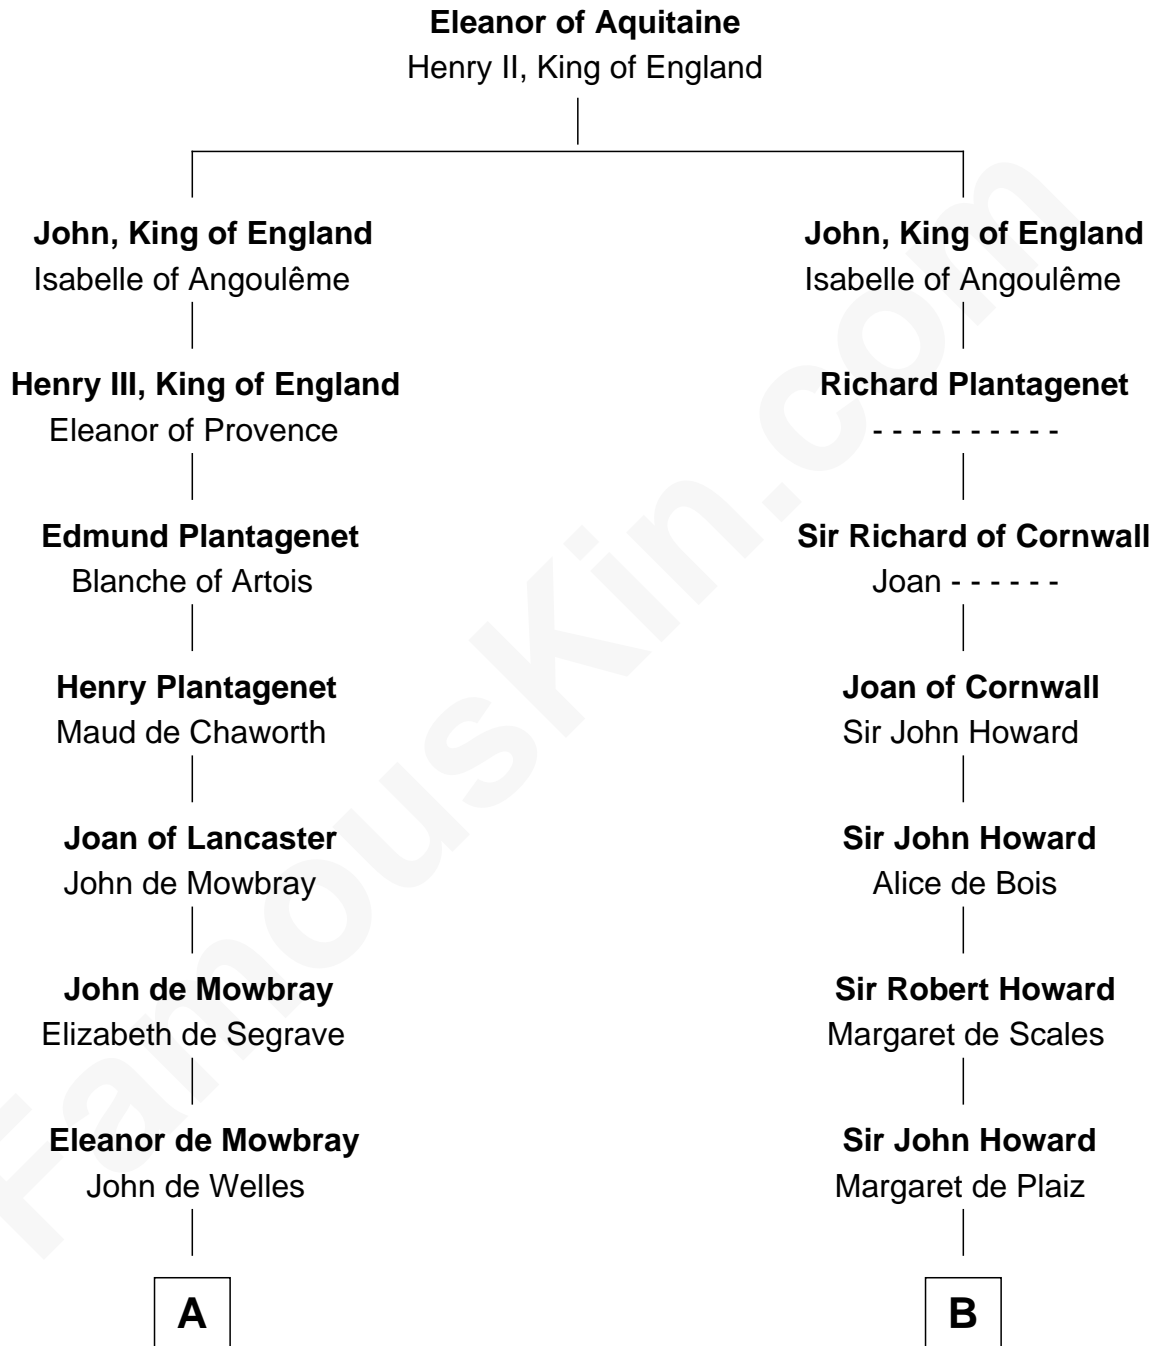 Eleanor of Aquitaine
Henry II, King of England
John, King of England
Isabelle of Angoulême
John, King of England
Isabelle of Angoulême
Henry III, King of England
Eleanor of Provence
Richard Plantagenet
- - - - - - - - - -
Edmund Plantagenet
Blanche of Artois
Sir Richard of Cornwall
Joan - - - - - -
Henry Plantagenet
Maud de Chaworth
Joan of Cornwall
Sir John Howard
Joan of Lancaster
John de Mowbray
Sir John Howard
Alice de Bois
John de Mowbray
Elizabeth de Segrave
Sir Robert Howard
Margaret de Scales
Eleanor de Mowbray
John de Welles
Sir John Howard
Margaret de Plaiz
A
B
FamousKin.com